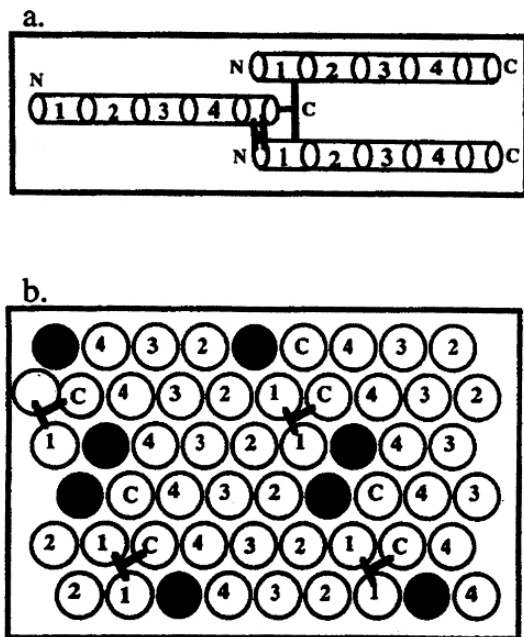 a.
N 1 2 3 4 C
N
1 2 3 4 C
N 1 2 3 4 C
b.
4 3 2 C 4 3 2
C 4 3 2 1 C 4 3 2
1 4 3 2 1 4 3
C 4 3 2 C 4 3
2 1 C 4 3 2 1 C 4
2 1 4 3 2 1 4